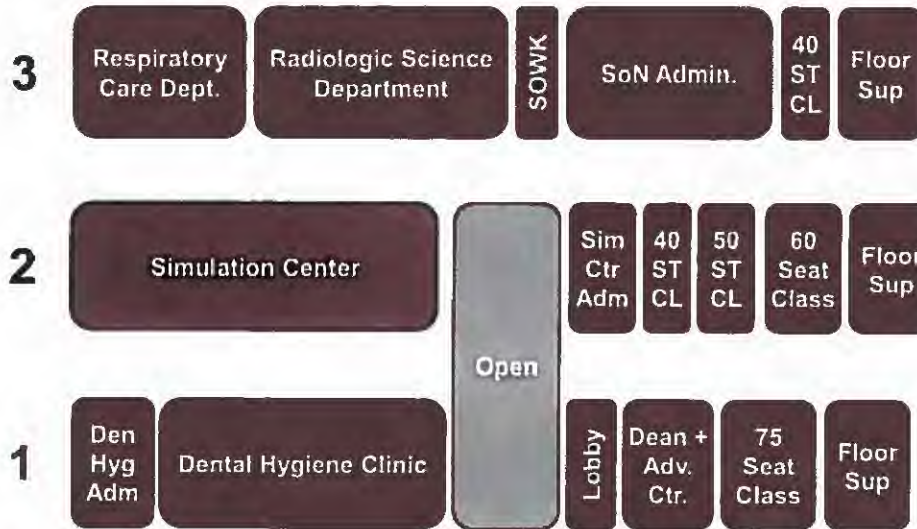 3
Respiratory
Care Dept.
Radiologic Science
Department
SOWK
SoN Admin.
40
ST
CL
Floor
Sup
2
Simulation Center
Open
Sim
Ctr
Adm
40
ST
CL
50
ST
CL
60
Seat
Class
Floor
Sup
1
Den
Hyg
Adm
Dental Hygiene Clinic
Lobby
Dean +
Adv.
Ctr.
75
Seat
Class
Floor
Sup